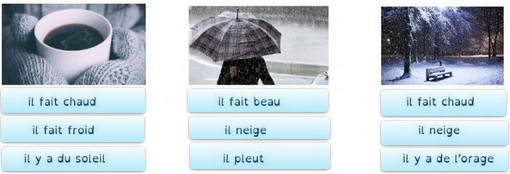 il fait chaud
il fait froid
il y a du soleil
il fait beau
il neige
il pleut
il fait chaud
il neige
il y a de l'orage